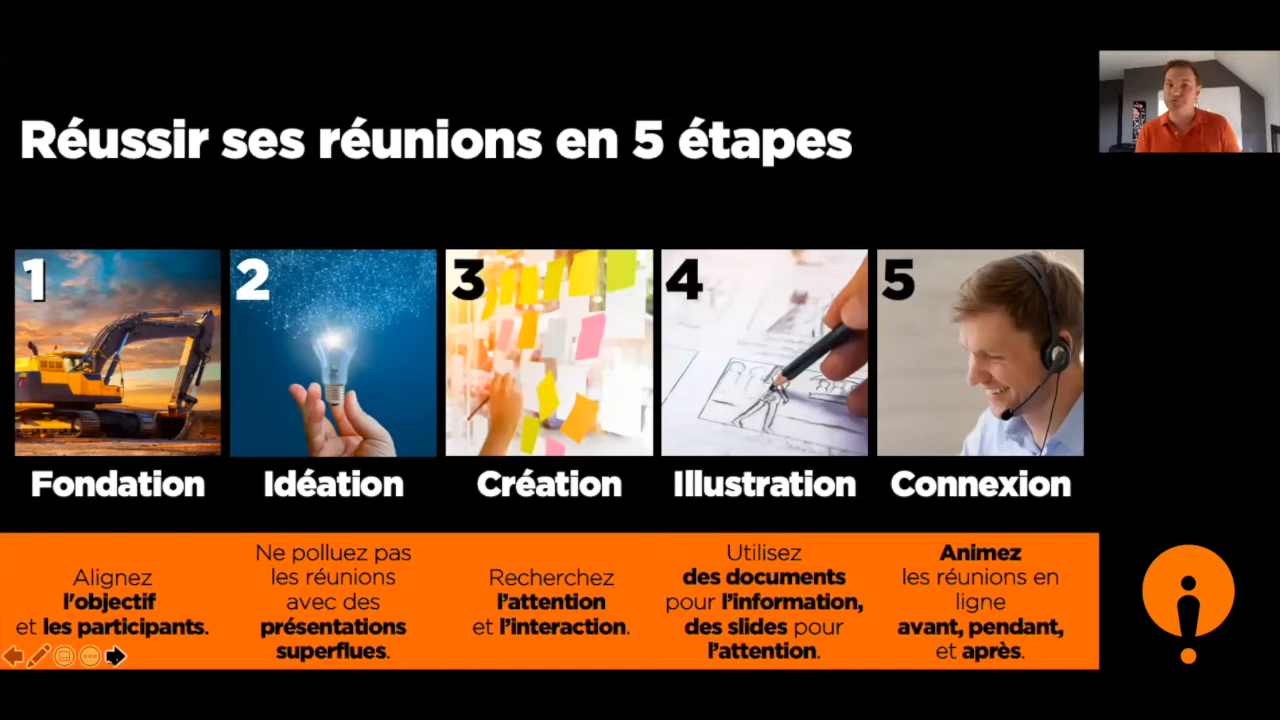 Réussir ses réunions en 5 étapes
1
2
3
4
5
Fondation
Idéation
Création
Illustration
Connexion
Alignez
l'objectif
et les participants.
Ne polluez pas
les réunions
avec des
présentations
superflues.
Recherchez
l'attention
et l'interaction.
Utilisez
des documents
pour l'information,
des slides pour
l'attention.
Animez
les réunions en
ligne
avant, pendant,
et après.